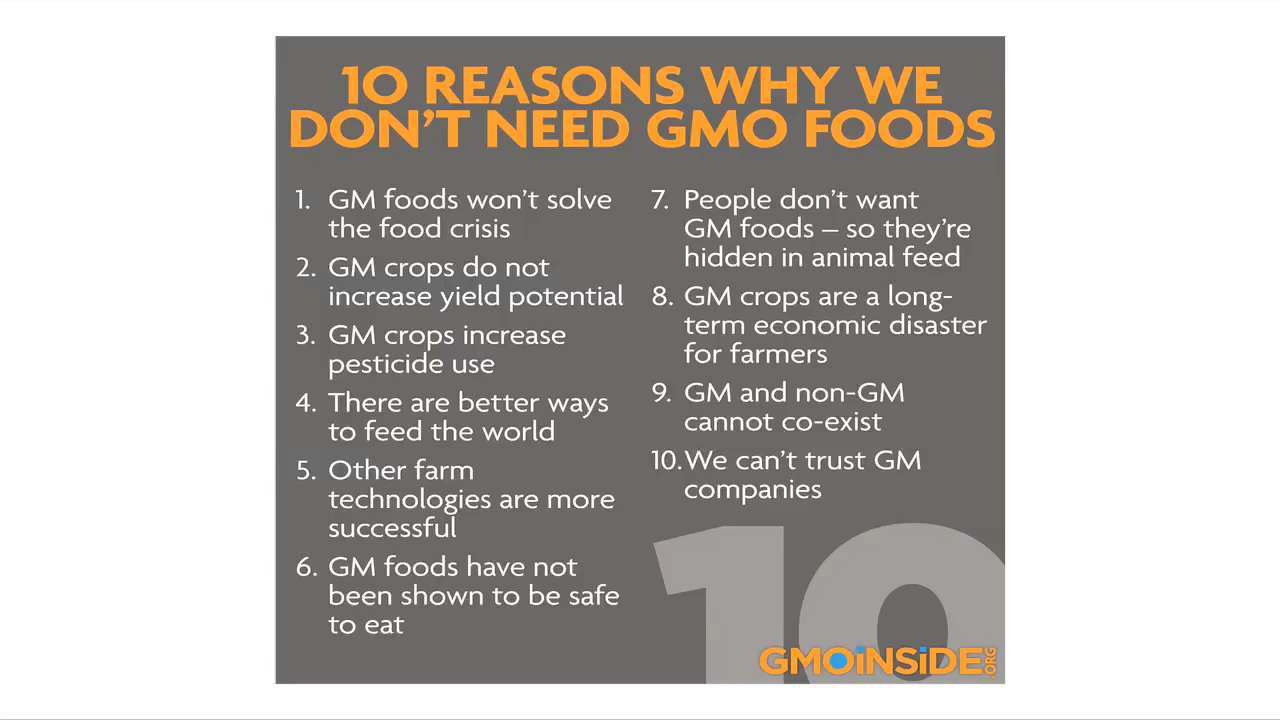 10 REASONS WHY WE
DON'T NEED GMO FOODS
1. GM foods won't solve
the food crisis
2. GM crops do not
increase yield potential
3. GM crops increase
pesticide use
4. There are better ways
to feed the world
5. Other farm
technologies are more
successful
6. GM foods have not
been shown to be safe
to eat
7. People don't want
GM foods – so they're
hidden in animal feed
8. GM crops are a long-
term economic disaster
for farmers
9. GM and non-GM
cannot co-exist
10. We can't trust GM
companies
10
GMOINSIDE.ORG